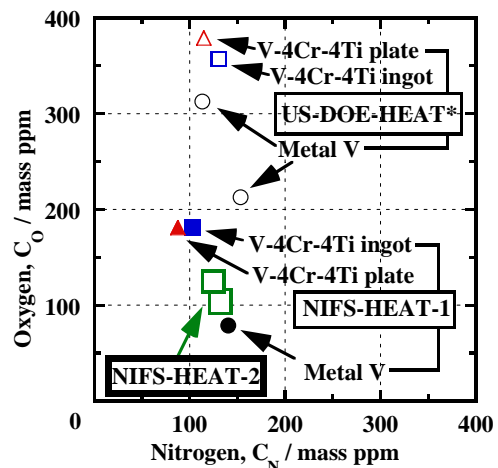 400
V-4Cr-4Ti plate
V-4Cr-4Ti ingot
300
US-DOE-HEAT*
Metal V
200
V-4Cr-4Ti ingot
V-4Cr-4Ti plate
100
NIFS-HEAT-1
NIFS-HEAT-2
Metal V
0
0 100 200 300 400
Oxygen, C_O / mass ppm
Nitrogen, C_N / mass ppm